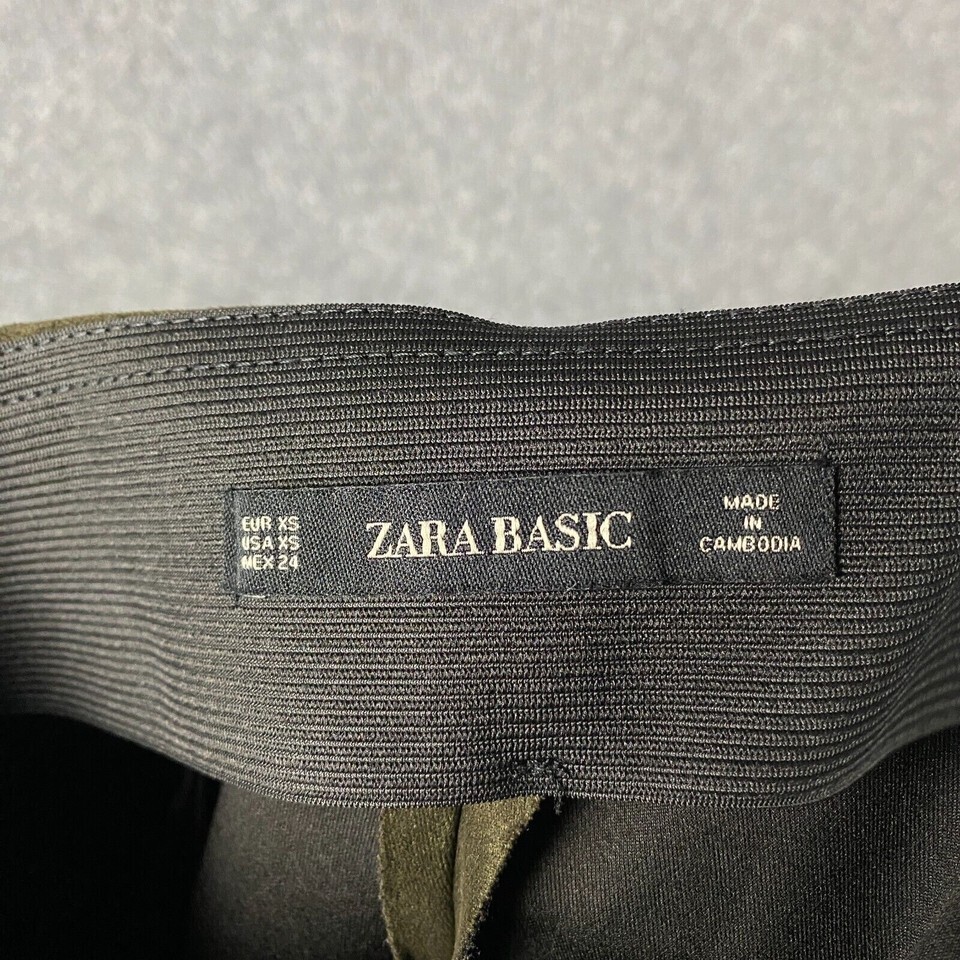 EUR XS
USA XS
MEX 24
ZARA BASIC
MADE
IN
CAMBODIA